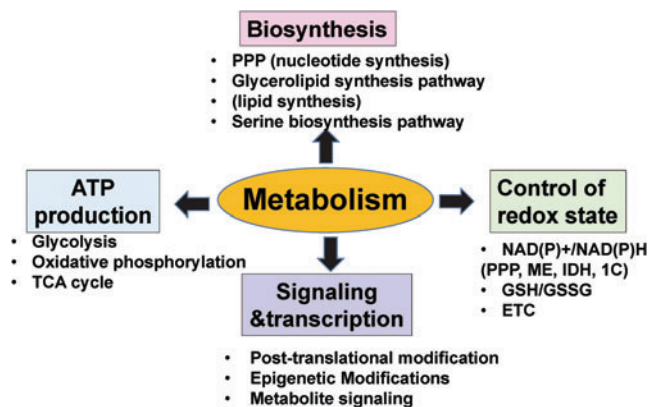 Biosynthesis
• PPP (nucleotide synthesis)
• Glycerolipid synthesis pathway
• (lipid synthesis)
• Serine biosynthesis pathway
ATP
production
• Glycolysis
• Oxidative phosphorylation
• TCA cycle
Metabolism
Control of
redox state
• NAD(P)+/NAD(P)H
(PPP, ME, IDH, 1C)
• GSH/GSSG
• ETC
Signaling
&transcription
• Post-translational modification
• Epigenetic Modifications
• Metabolite signaling